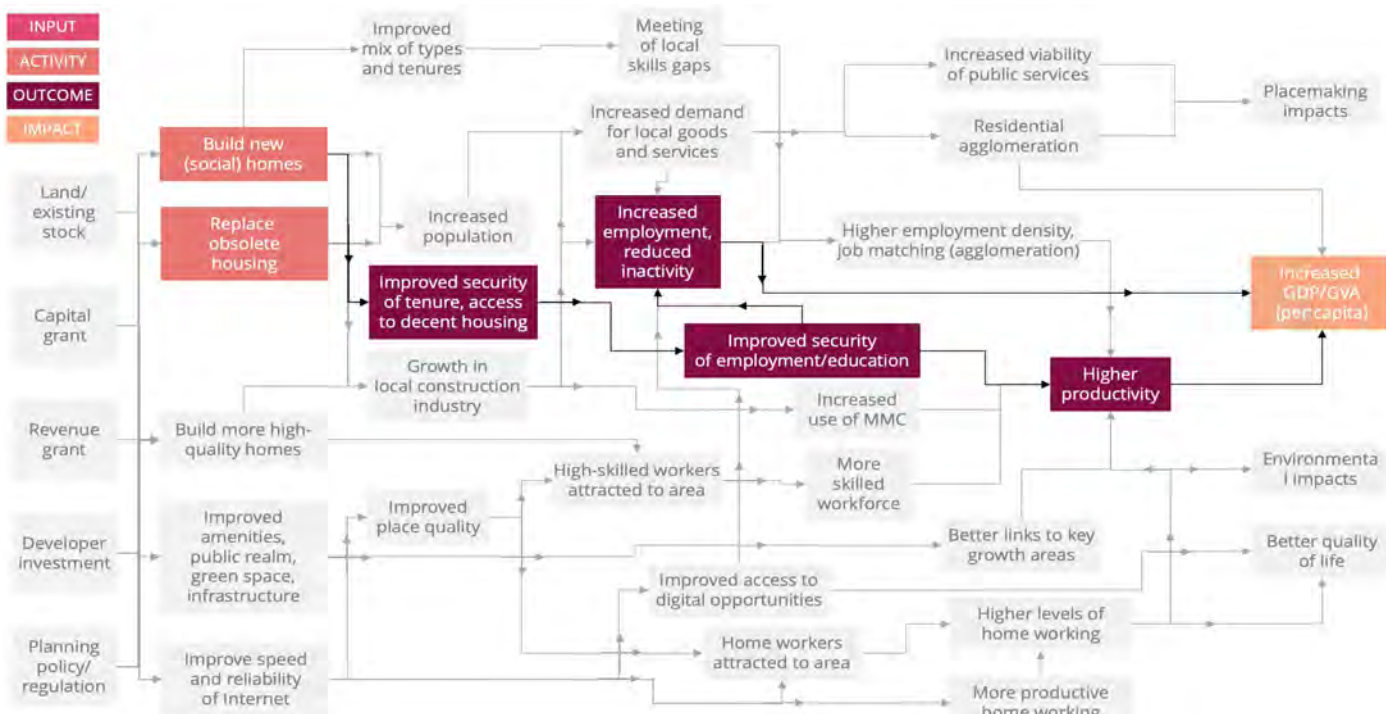 INPUT
ACTIVITY
OUTCOME
IMPACT
Improved
mix of types
and tenures
Meeting
of local
skills gaps
Increased viability
of public services
Placemaking
impacts
Build new
(social) homes
Increased demand
for local goods
and services
Residential
agglomeration
Land/
existing
stock
Replace
obsolete
housing
Increased
population
Increased
employment,
reduced
inactivity
Higher employment density,
job matching (agglomeration)
Increased
GDP/GVA
(per capita)
Improved security
of tenure, access
to decent housing
Capital
grant
Improved security
of employment/education
Growth in
local construction
industry
Higher
productivity
Increased
use of MMC
Revenue
grant
Build more high-
quality homes
High-skilled workers
attracted to area
More
skilled
workforce
Environmenta
l impacts
Improved
place quality
Developer
investment
Improved
amenities,
public realm,
green space,
infrastructure
Better links to key
growth areas
Better quality
of life
Improved access to
digital opportunities
Higher levels of
home working
Planning
policy/
regulation
Improve speed
and reliability
of Internet
Home workers
attracted to area
More productive
home working